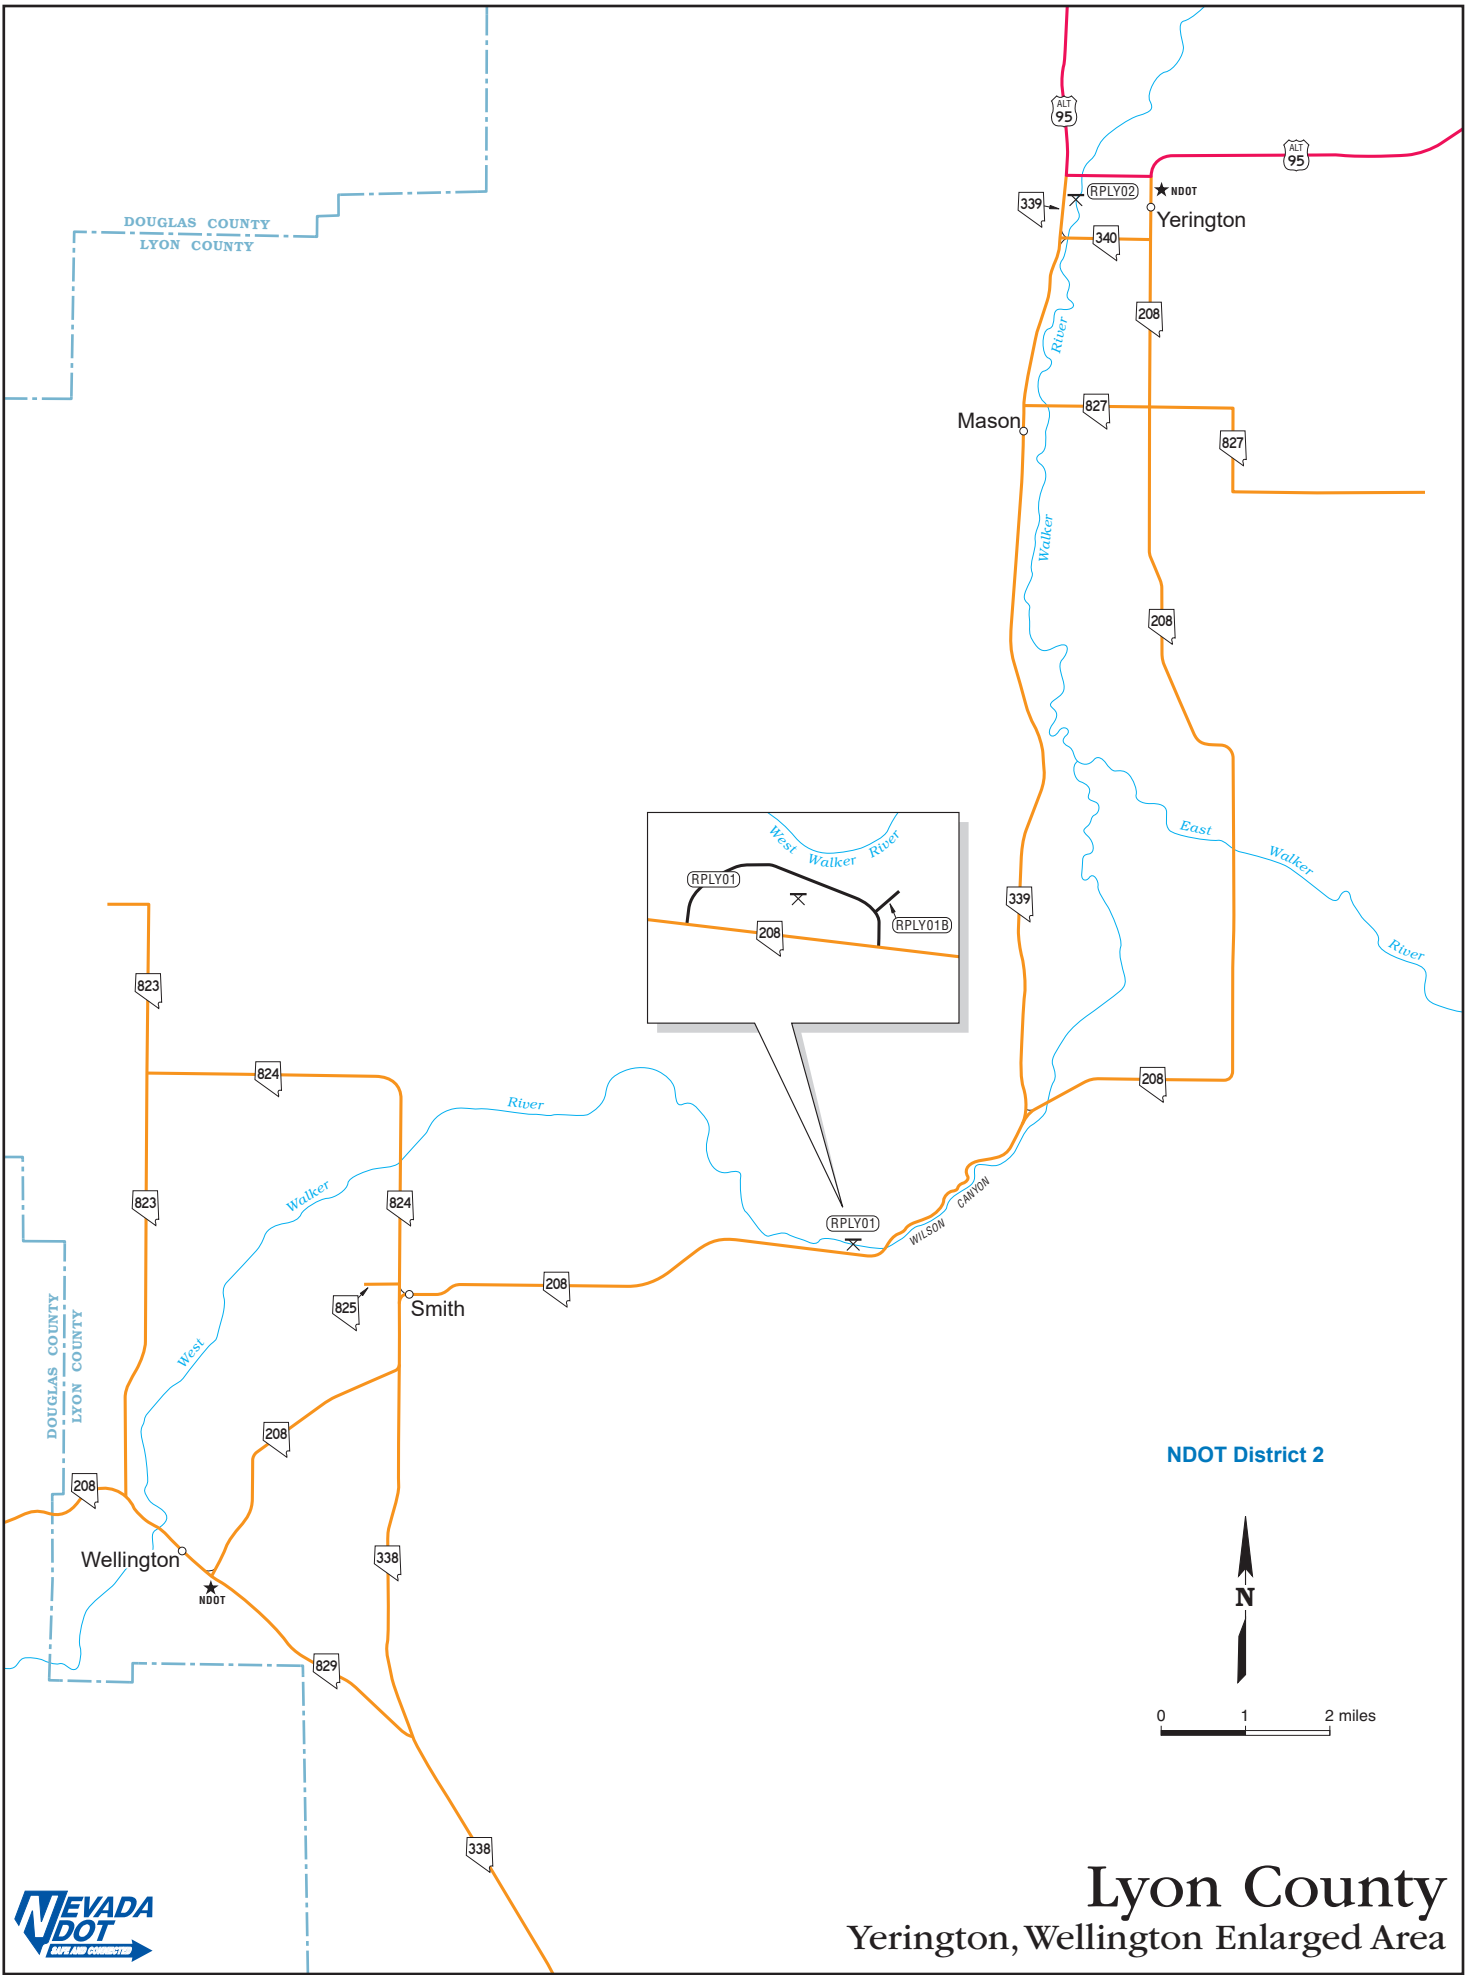 ALT
95
ALT
95
RPLY02
NDOT
339
Yerington
DOUGLAS COUNTY
LYON COUNTY
340
208
River
Mason
827
827
Walker
208
West Walker River
East Walker River
RPLY01
RPLY01B
208
339
823
824
208
River
Walker
823
824
WILSON CANYON
RPLY01
208
825
Smith
DOUGLAS COUNTY
LYON COUNTY
West
208
NDOT District 2
208
Wellington
338
NDOT
N
829
0 1 2 miles
338
NEVADA
DOT
SAFE AND CONNECTED
Lyon County
Yerington, Wellington Enlarged Area